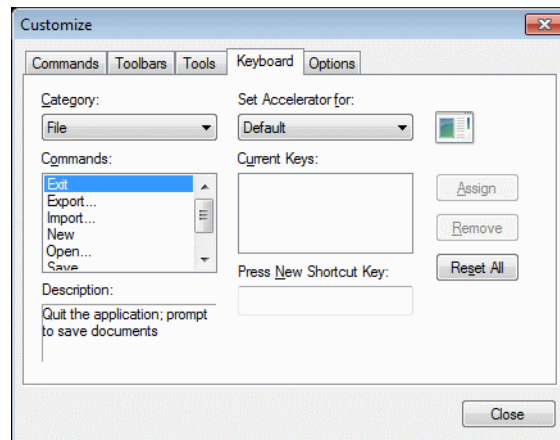 Customize
Commands Toolbars Tools Keyboard Options
Category:
File
Set Accelerator for:
Default
Commands:
Exit
Export...
Import...
New
Open...
Save
Current Keys:
Assign
Remove
Reset All
Press New Shortcut Key:
Description:
Quit the application; prompt
to save documents
Close